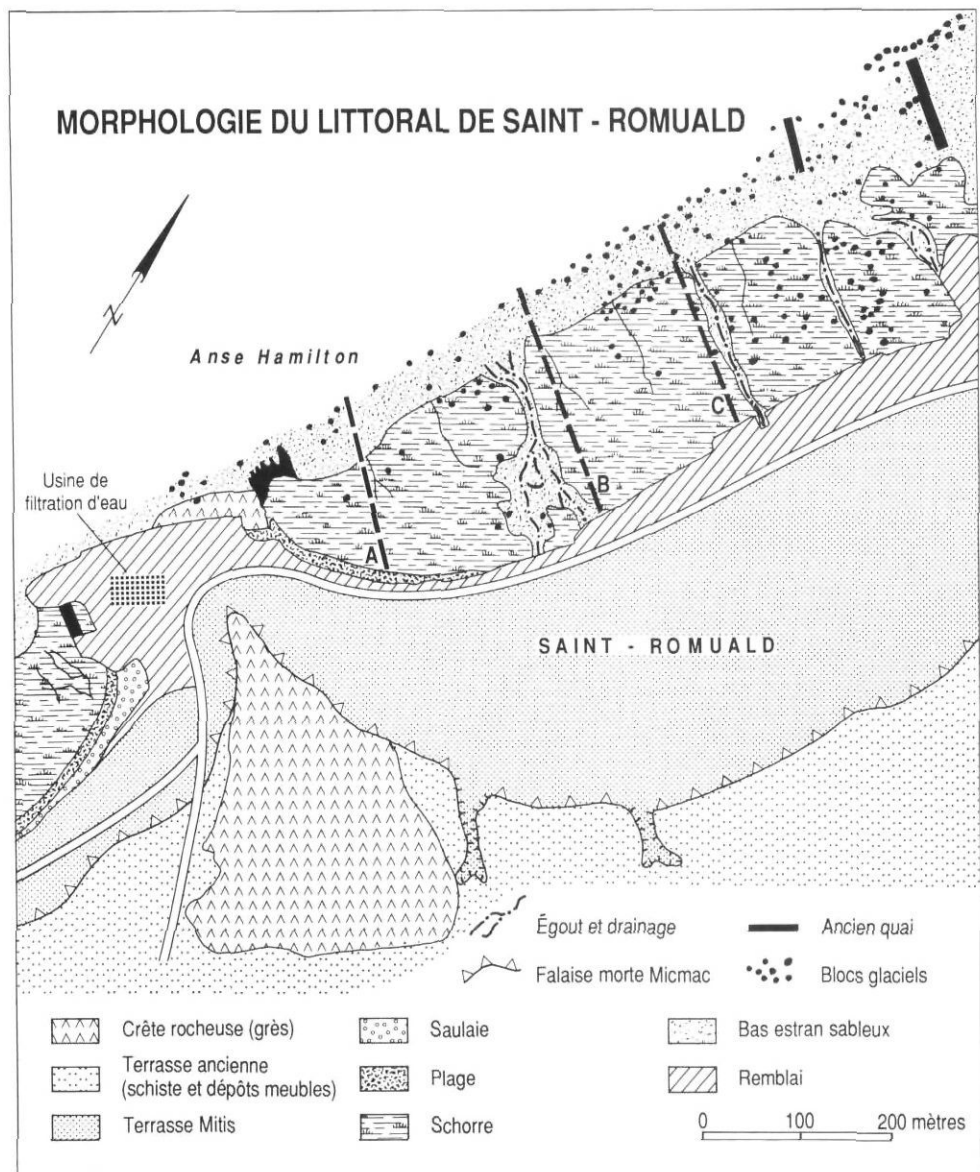 MORPHOLOGIE DU LITTORAL DE SAINT - ROMUALD
N
Anse Hamilton
Usine de
filtration d'eau
A
B
C
SAINT - ROMUALD
Égout et drainage
Ancien quai
Falaise morte Micmac
Blocs glaciels
Crête rocheuse (grès)
Saulaie
Bas estran sableux
Terrasse ancienne
(schiste et dépôts meubles)
Plage
Remblai
Terrasse Mitis
Schorre
0 100 200 mètres